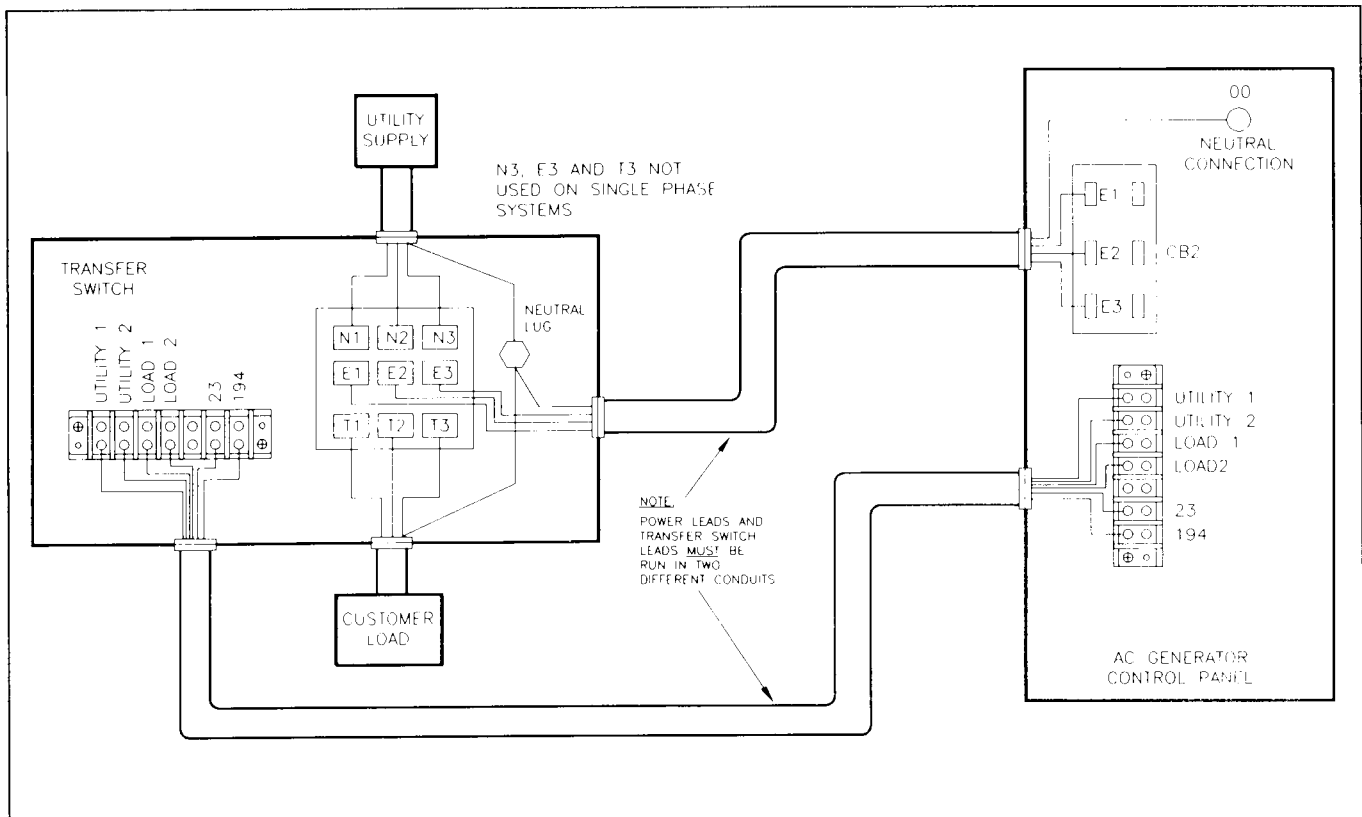 UTILITY
SUPPLY
N3, E3 AND T3 NOT
USED ON SINGLE PHASE
SYSTEMS
TRANSFER
SWITCH
UTILITY 1
UTILITY 2
LOAD 1
LOAD 2
23
194
N1 N2 N3
E1 E2 E3
T1 T2 T3
NEUTRAL
LUG
CUSTOMER
LOAD
NOTE:
POWER LEADS AND
TRANSFER SWITCH
LEADS MUST BE
RUN IN TWO
DIFFERENT CONDUITS
00
NEUTRAL
CONNECTION
E1
E2 CB2
E3
UTILITY 1
UTILITY 2
LOAD 1
LOAD2
23
194
AC GENERATOR
CONTROL PANEL